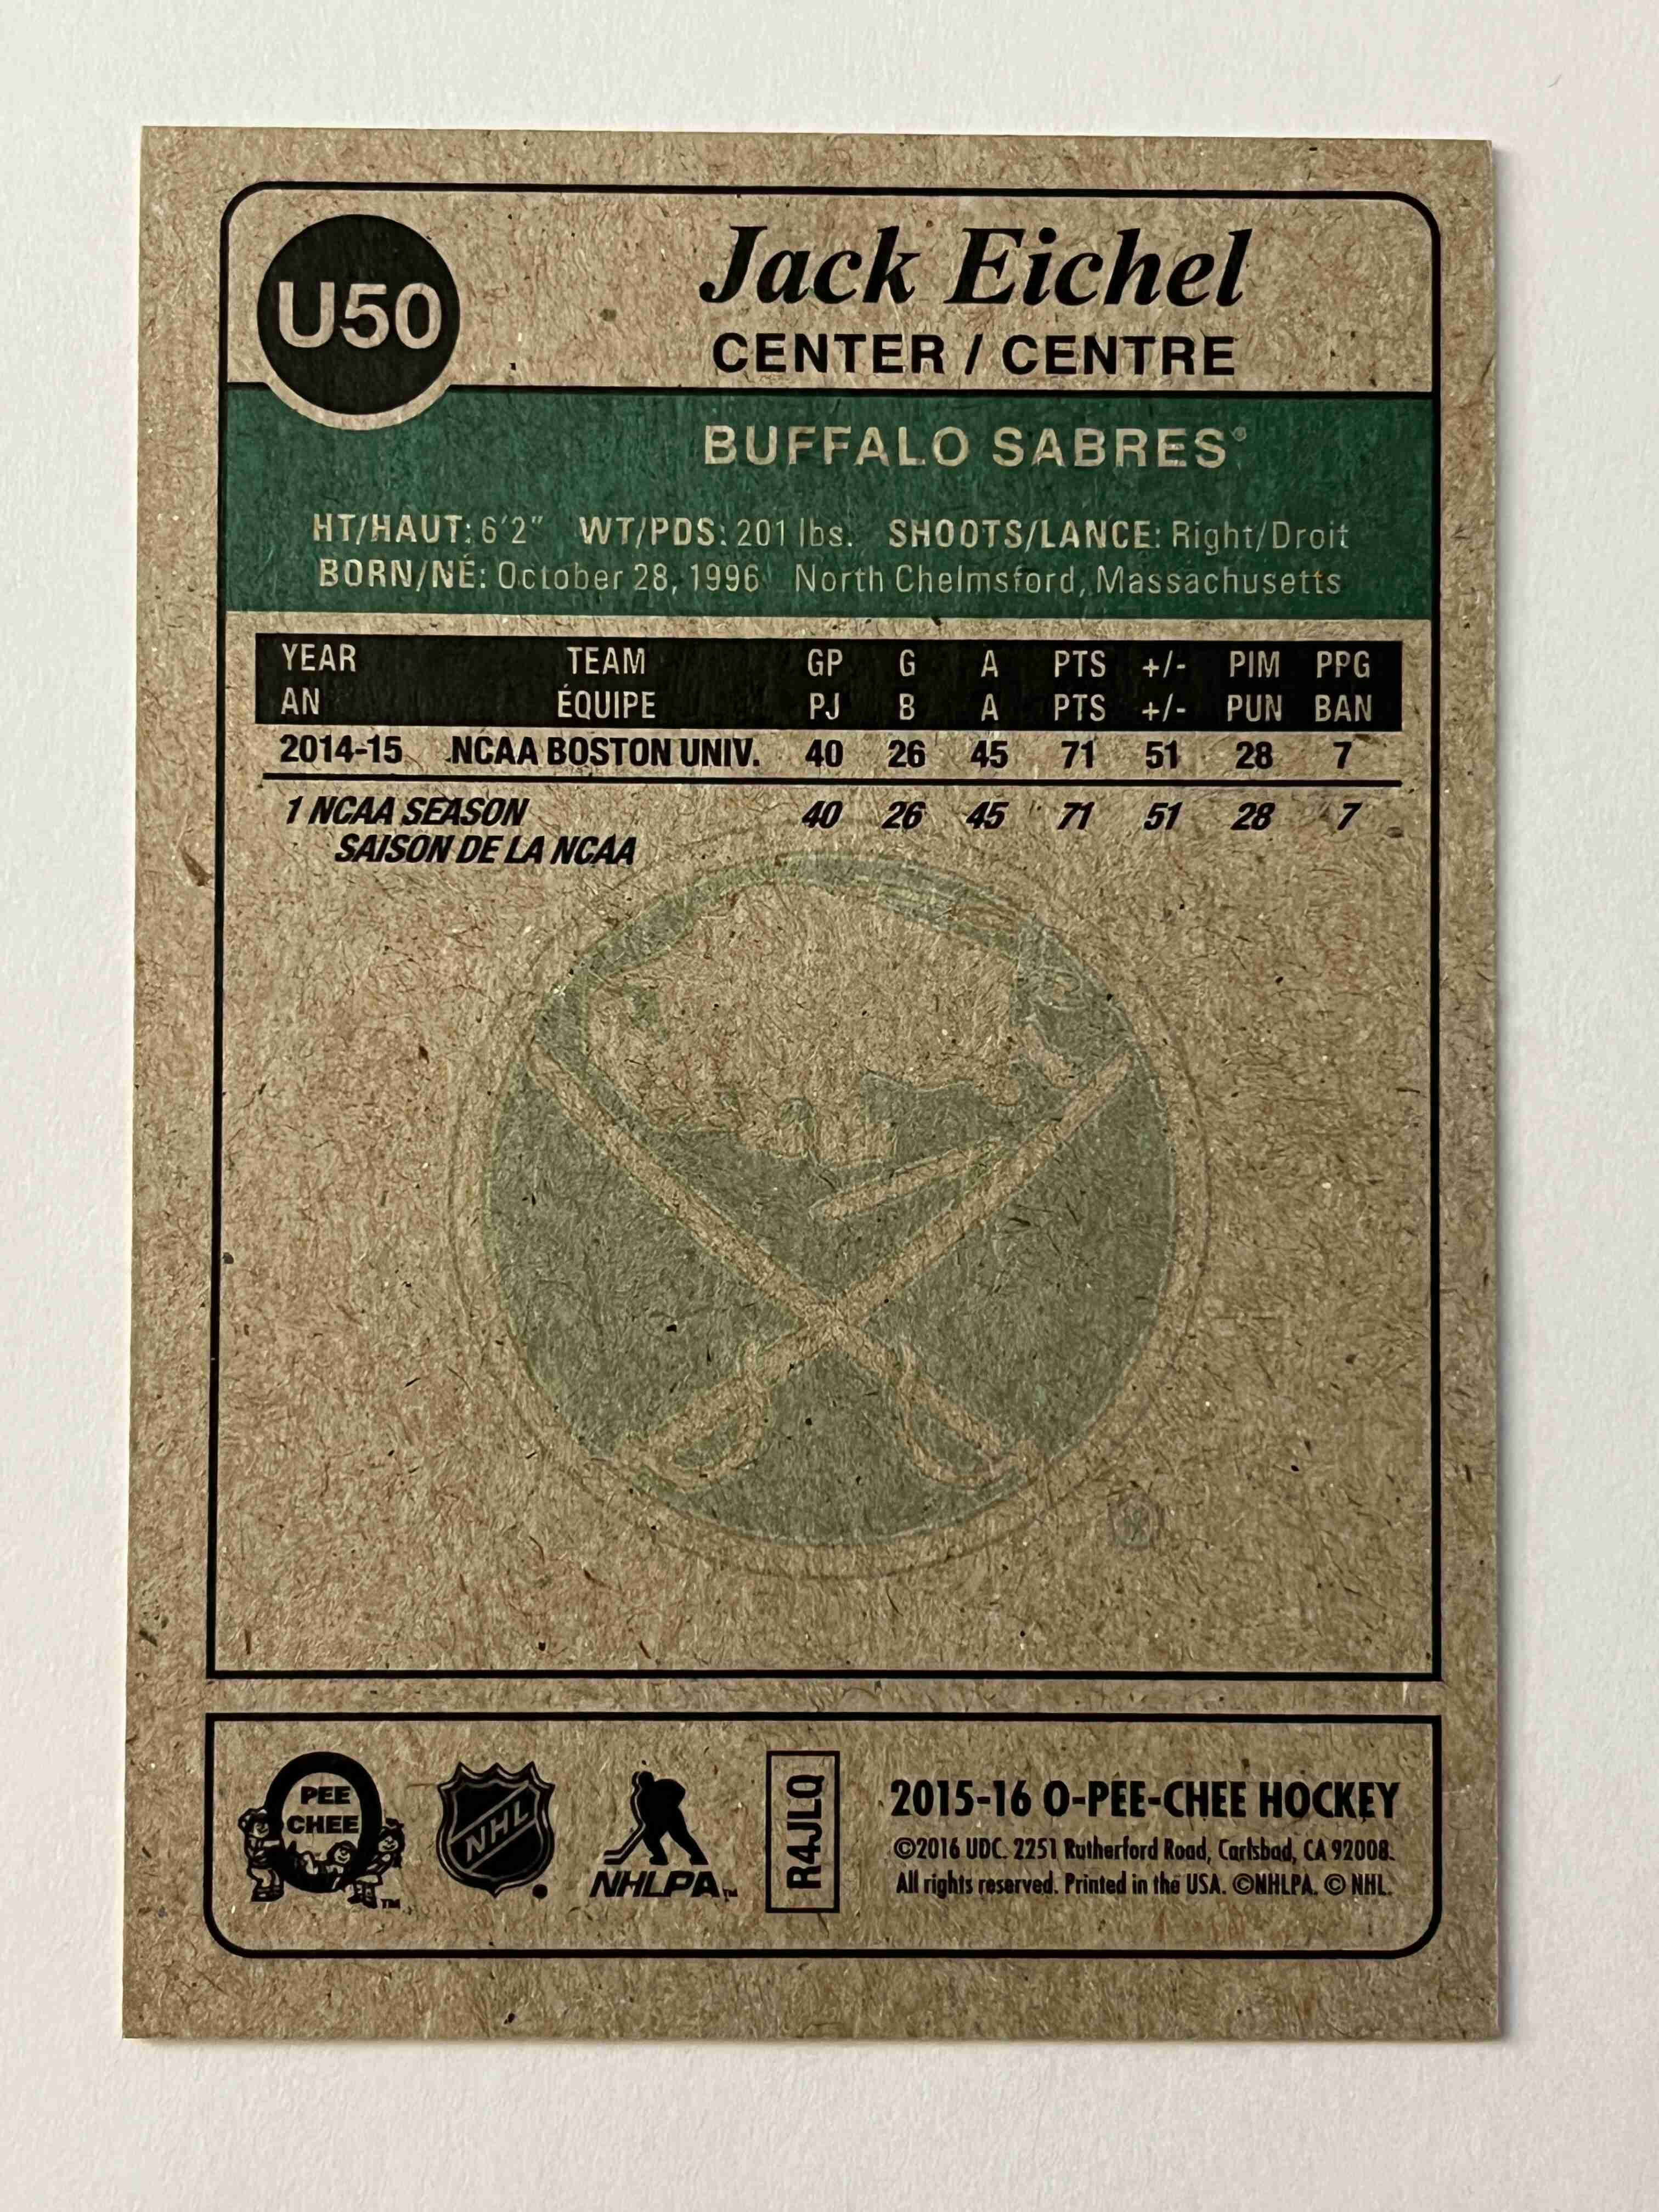 U50
Jack Eichel
CENTER / CENTRE
BUFFALO SABRES®
HT/HAUT: 6'2" WT/PDS: 201 lbs. SHOOTS/LANCE: Right/Droit
BORN/NÉ: October 28, 1996 North Chelmsford, Massachusetts
YEAR TEAM GP G A PTS +/- PIM PPG
AN ÉQUIPE PJ B A PTS +/- PUN BAN
2014-15 NCAA BOSTON UNIV. 40 26 45 71 51 28 7
1 NCAA SEASON 40 26 45 71 51 28 7
SAISON DE LA NCAA
®
O PEE
CHEE
TM
NHL
NHLPA TM
R4JLQ
2015-16 O-PEE-CHEE HOCKEY
©2016 UDC. 2251 Rutherford Road, Carlsbad, CA 92008.
All rights reserved. Printed in the USA. ©NHLPA. © NHL.